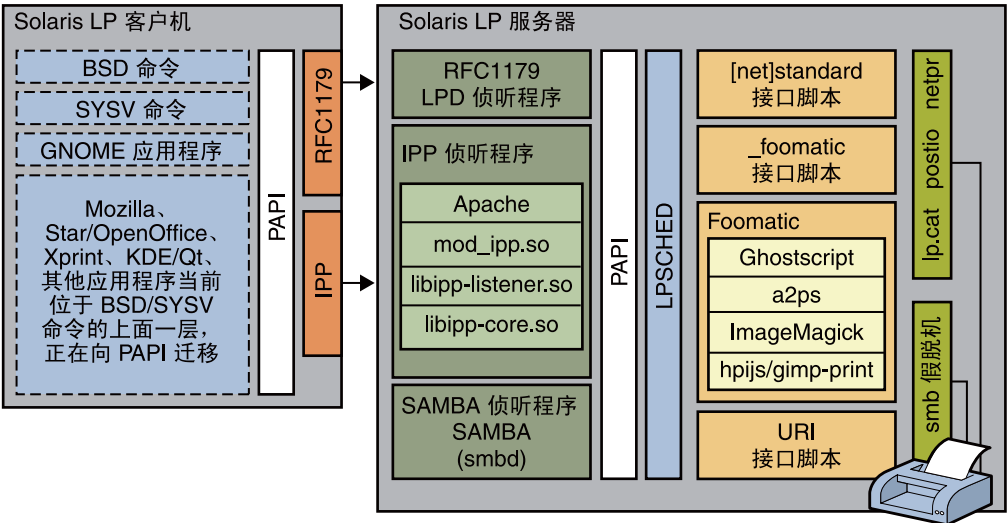 Solaris LP 客户机
BSD 命令
SYSV 命令
GNOME 应用程序
Mozilla、
Star/OpenOffice、
Xprint、KDE/Qt、
其他应用程序当前
位于 BSD/SYSV
命令的上面一层，
正在向 PAPI 迁移
PAPI
RFC1179
IPP
Solaris LP 服务器
RFC1179
LPD 侦听程序
IPP 侦听程序
Apache
mod_ipp.so
libipp-listener.so
libipp-core.so
SAMBA 侦听程序
SAMBA
(smbd)
PAPI
LPSCHED
[net]standard
接口脚本
_foomatic
接口脚本
Foomatic
Ghostscript
a2ps
ImageMagick
hpijs/gimp-print
URI
接口脚本
lp.cat postio netpr
smb 假脱机